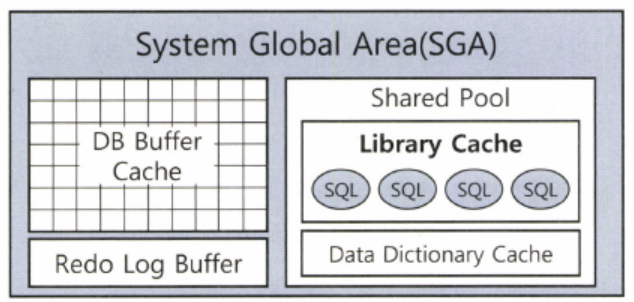 System Global Area(SGA)
DB Buffer
Cache
Redo Log Buffer
Shared Pool
Library Cache
SQL SQL SQL SQL
Data Dictionary Cache